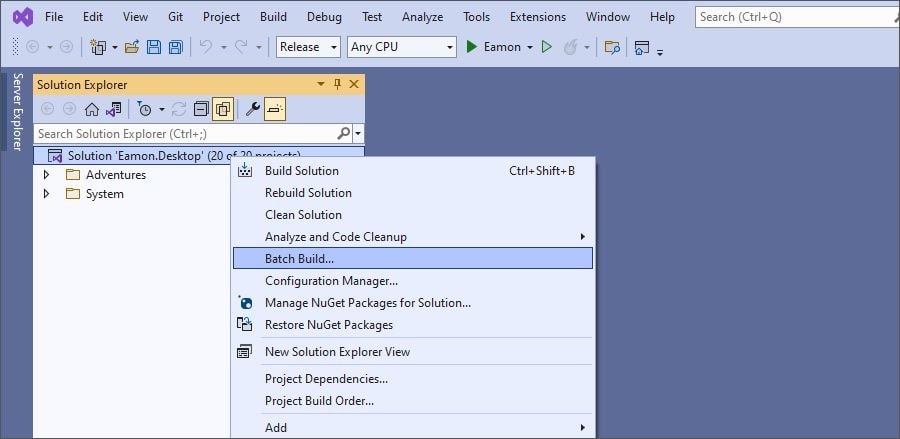 File Edit View Git Project Build Debug Test Analyze Tools Extensions Window Help Search (Ctrl+Q)
Release Any CPU Eamon
Server Explorer
Solution Explorer
Search Solution Explorer (Ctrl+;)
Solution 'Eamon.Desktop' (20 of 20 projects)
Adventures
System
Build Solution Ctrl+Shift+B
Rebuild Solution
Clean Solution
Analyze and Code Cleanup
Batch Build...
Configuration Manager...
Manage NuGet Packages for Solution...
Restore NuGet Packages
New Solution Explorer View
Project Dependencies...
Project Build Order...
Add